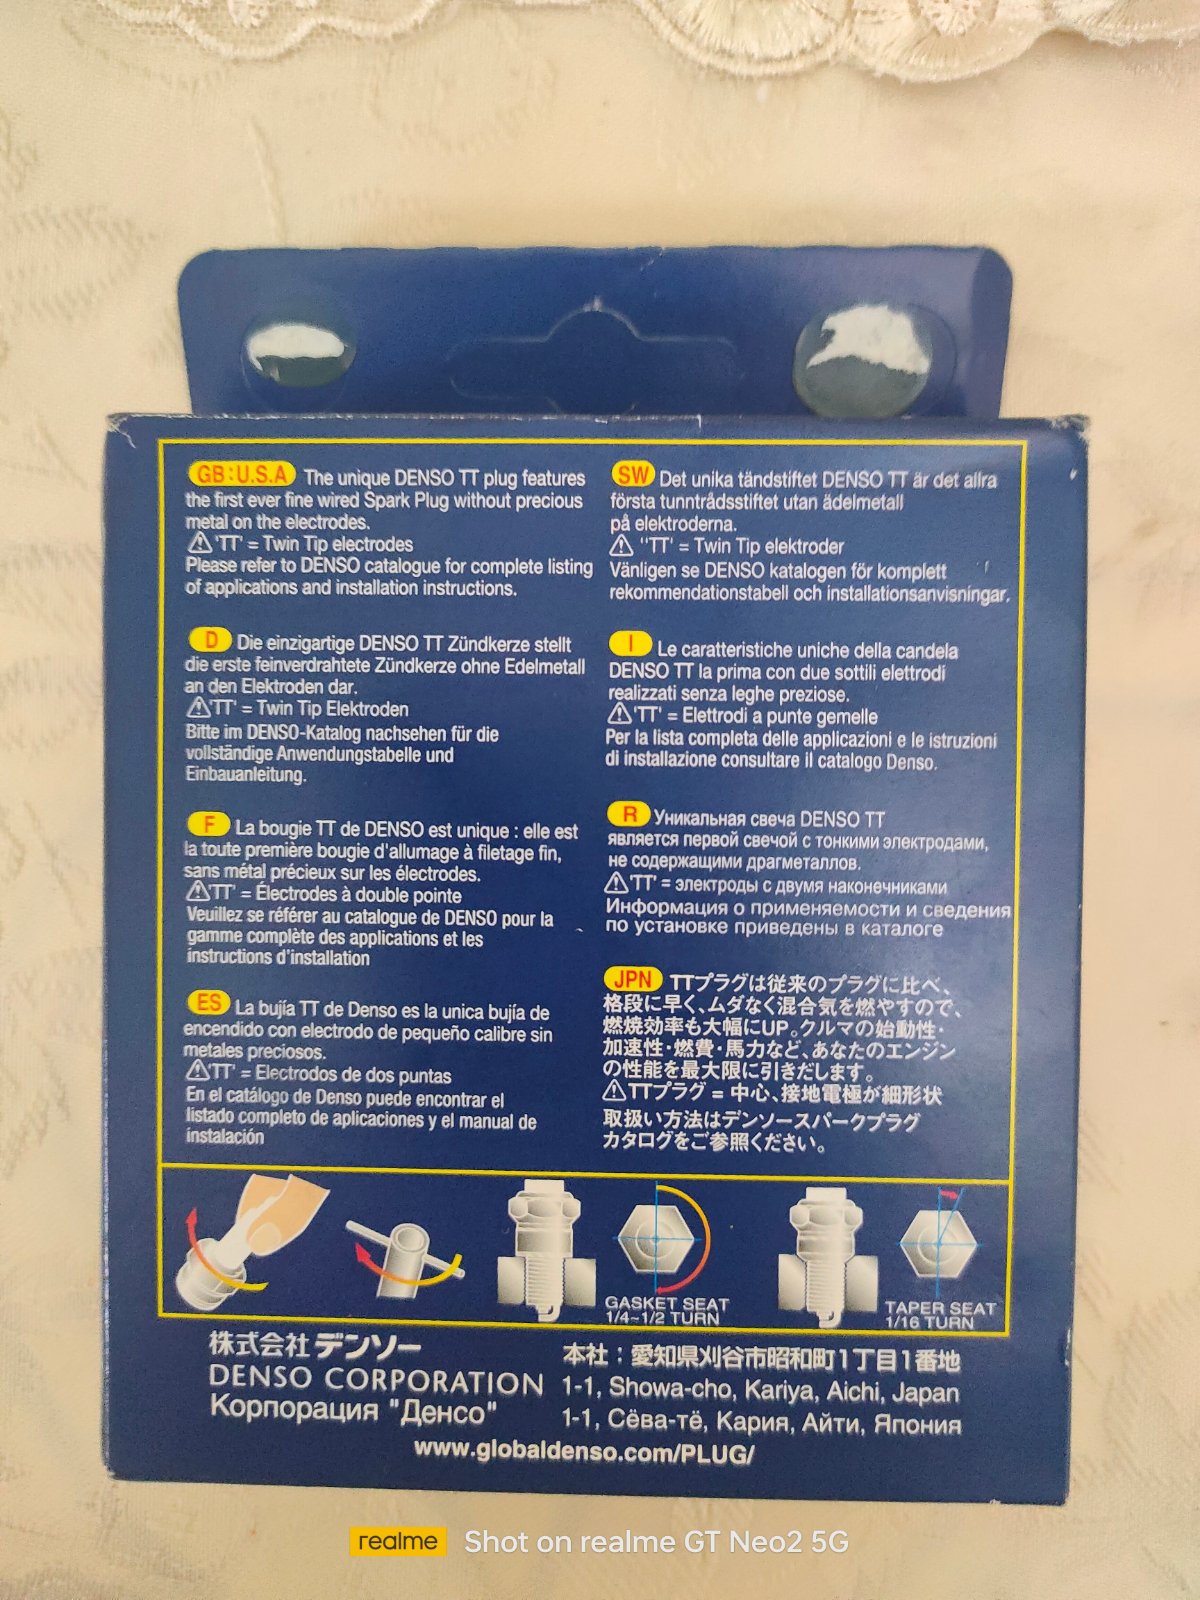 GB:U.S.A The unique DENSO TT plug features
the first ever fine wired Spark Plug without precious
metal on the electrodes.
⚠'TT' = Twin Tip electrodes
Please refer to DENSO catalogue for complete listing
of applications and installation instructions.
D Die einzigartige DENSO TT Zündkerze stellt
die erste feinverdrahtete Zündkerze ohne Edelmetall
an den Elektroden dar.
⚠'TT' = Twin Tip Elektroden
Bitte im DENSO-Katalog nachsehen für die
vollständige Anwendungstabelle und
Einbauanleitung.
F La bougie TT de DENSO est unique : elle est
la toute première bougie d'allumage à filetage fin,
sans métal précieux sur les électrodes.
⚠'TT' = Électrodes à double pointe
Veuillez se référer au catalogue de DENSO pour la
gamme complète des applications et les
instructions d'installation
ES La bujía TT de Denso es la unica bujía de
encendido con electrodo de pequeño calibre sin
metales preciosos.
⚠'TT' = Electrodos de dos puntas
En el catálogo de Denso puede encontrar el
listado completo de aplicaciones y el manual de
instalación
SW Det unika tändstiftet DENSO TT är det allra
första tunntrådsstiftet utan ädelmetall
på elektroderna.
⚠ "TT' = Twin Tip elektroder
Vänligen se DENSO katalogen för komplett
rekommendationstabell och installationsanvisningar.
I Le caratteristiche uniche della candela
DENSO TT la prima con due sottili elettrodi
realizzati senza leghe preziose.
⚠'TT' = Elettrodi a punte gemelle
Per la lista completa delle applicazioni e le istruzioni
di installazione consultare il catalogo Denso.
R Уникальная свеча DENSO TT
является первой свечой с тонкими электродами,
не содержащими драгметаллов.
⚠'TT' = электроды с двумя наконечниками
Информация о применяемости и сведения
по установке приведены в каталоге
JPN TTプラグは従来のプラグに比べ、
格段に早く、ムダなく混合気を燃やすので、
燃焼効率も大幅にUP。クルマの始動性・
加速性・燃費・馬力など、あなたのエンジン
の性能を最大限に引きだします。
⚠TTプラグ = 中心、接地電極が細形状
取扱い方法はデンソースパークプラグ
カタログをご参照ください。
GASKET SEAT
1/4~1/2 TURN
TAPER SEAT
1/16 TURN
株式会社デンソー
DENSO CORPORATION
Корпорация "Денсо"
本社：愛知県刈谷市昭和町1丁目1番地
1-1, Showa-cho, Kariya, Aichi, Japan
1-1, Сёва-тё, Кария, Айти, Япония
www.globaldenso.com/PLUG/
realme Shot on realme GT Neo2 5G